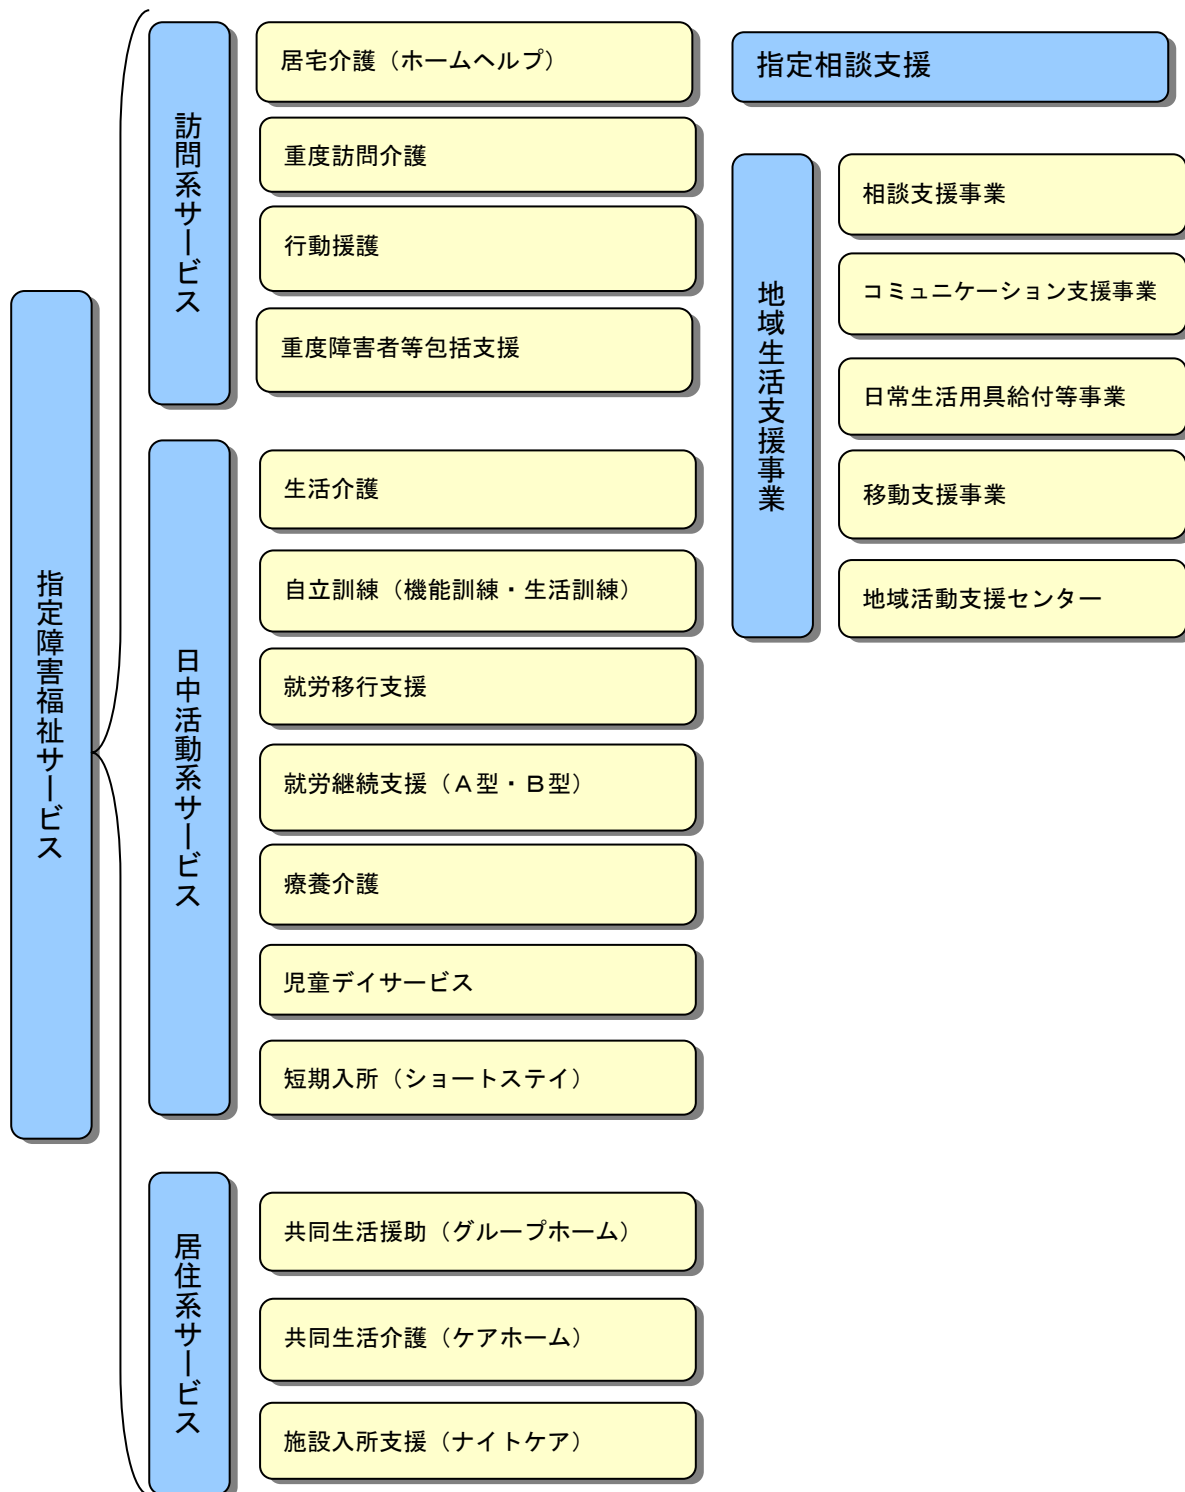 指定障害福祉サービス
訪問系サービス
居宅介護（ホームヘルプ）
重度訪問介護
行動援護
重度障害者等包括支援
日中活動系サービス
生活介護
自立訓練（機能訓練・生活訓練）
就労移行支援
就労継続支援（Ａ型・Ｂ型）
療養介護
児童デイサービス
短期入所（ショートステイ）
居住系サービス
共同生活援助（グループホーム）
共同生活介護（ケアホーム）
施設入所支援（ナイトケア）
指定相談支援
地域生活支援事業
相談支援事業
コミュニケーション支援事業
日常生活用具給付等事業
移動支援事業
地域活動支援センター